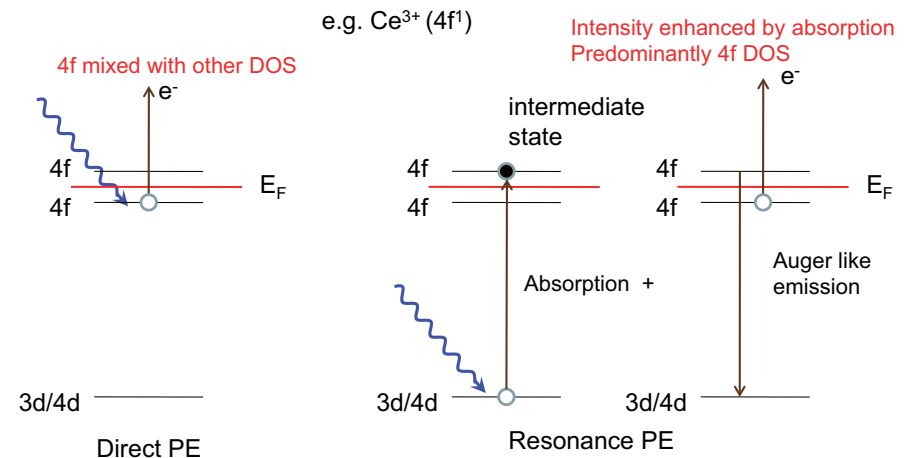 e.g. Ce³⁺ (4f¹)
4f mixed with other DOS
e⁻
4f
4f
E_F
3d/4d
Direct PE
intermediate
state
4f
4f
Absorption +
3d/4d
Resonance PE
Intensity enhanced by absorption
Predominantly 4f DOS
e⁻
4f
4f
E_F
Auger like
emission
3d/4d